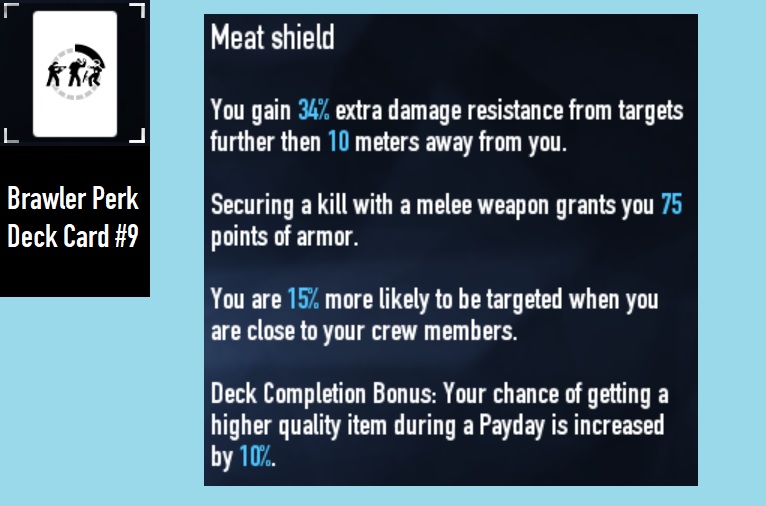 Brawler Perk
Deck Card #9
Meat shield
You gain 34% extra damage resistance from targets
further then 10 meters away from you.
Securing a kill with a melee weapon grants you 75
points of armor.
You are 15% more likely to be targeted when you
are close to your crew members.
Deck Completion Bonus: Your chance of getting a
higher quality item during a Payday is increased
by 10%.